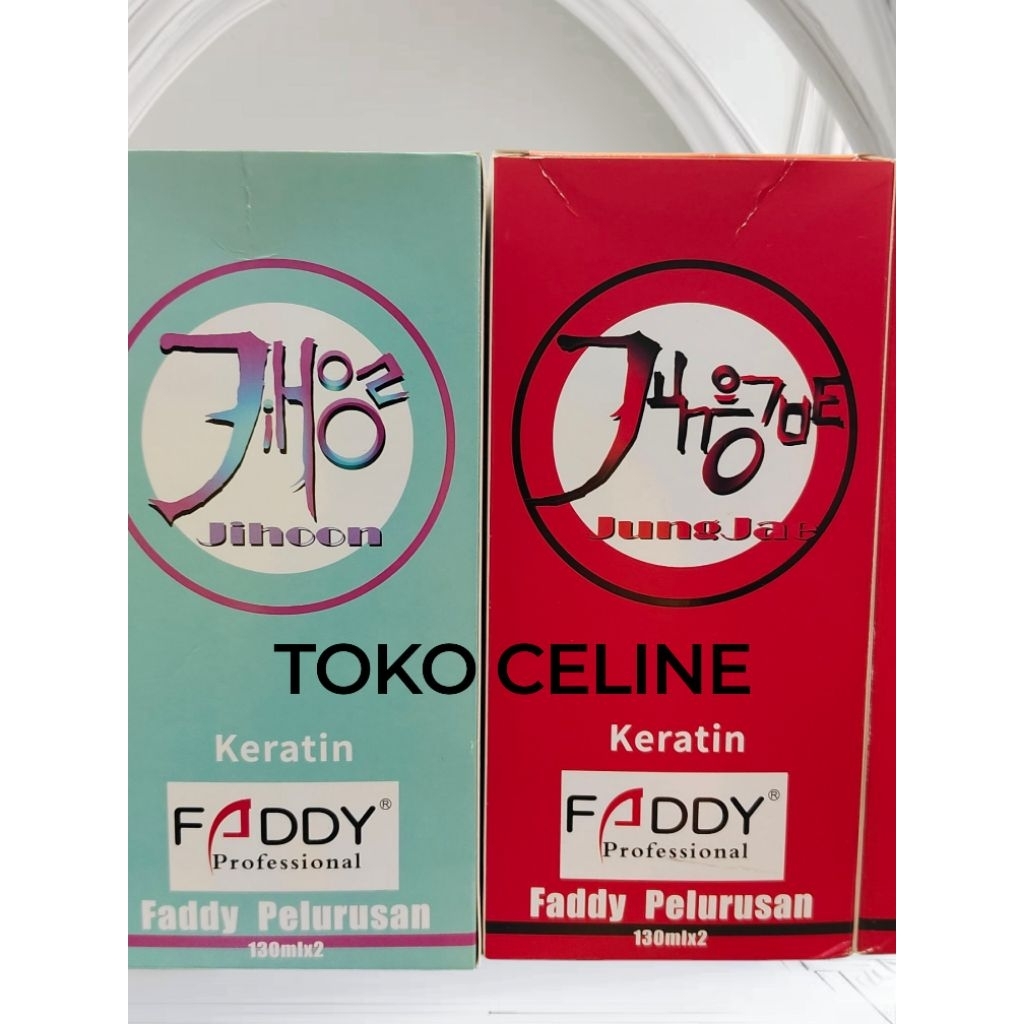 Jihoon
Keratin
FADDY®
Professional
Faddy Pelurusan
130mlx2
JungJae
Keratin
FADDY®
Professional
Faddy Pelurusan
130mlx2
TOKO CELINE